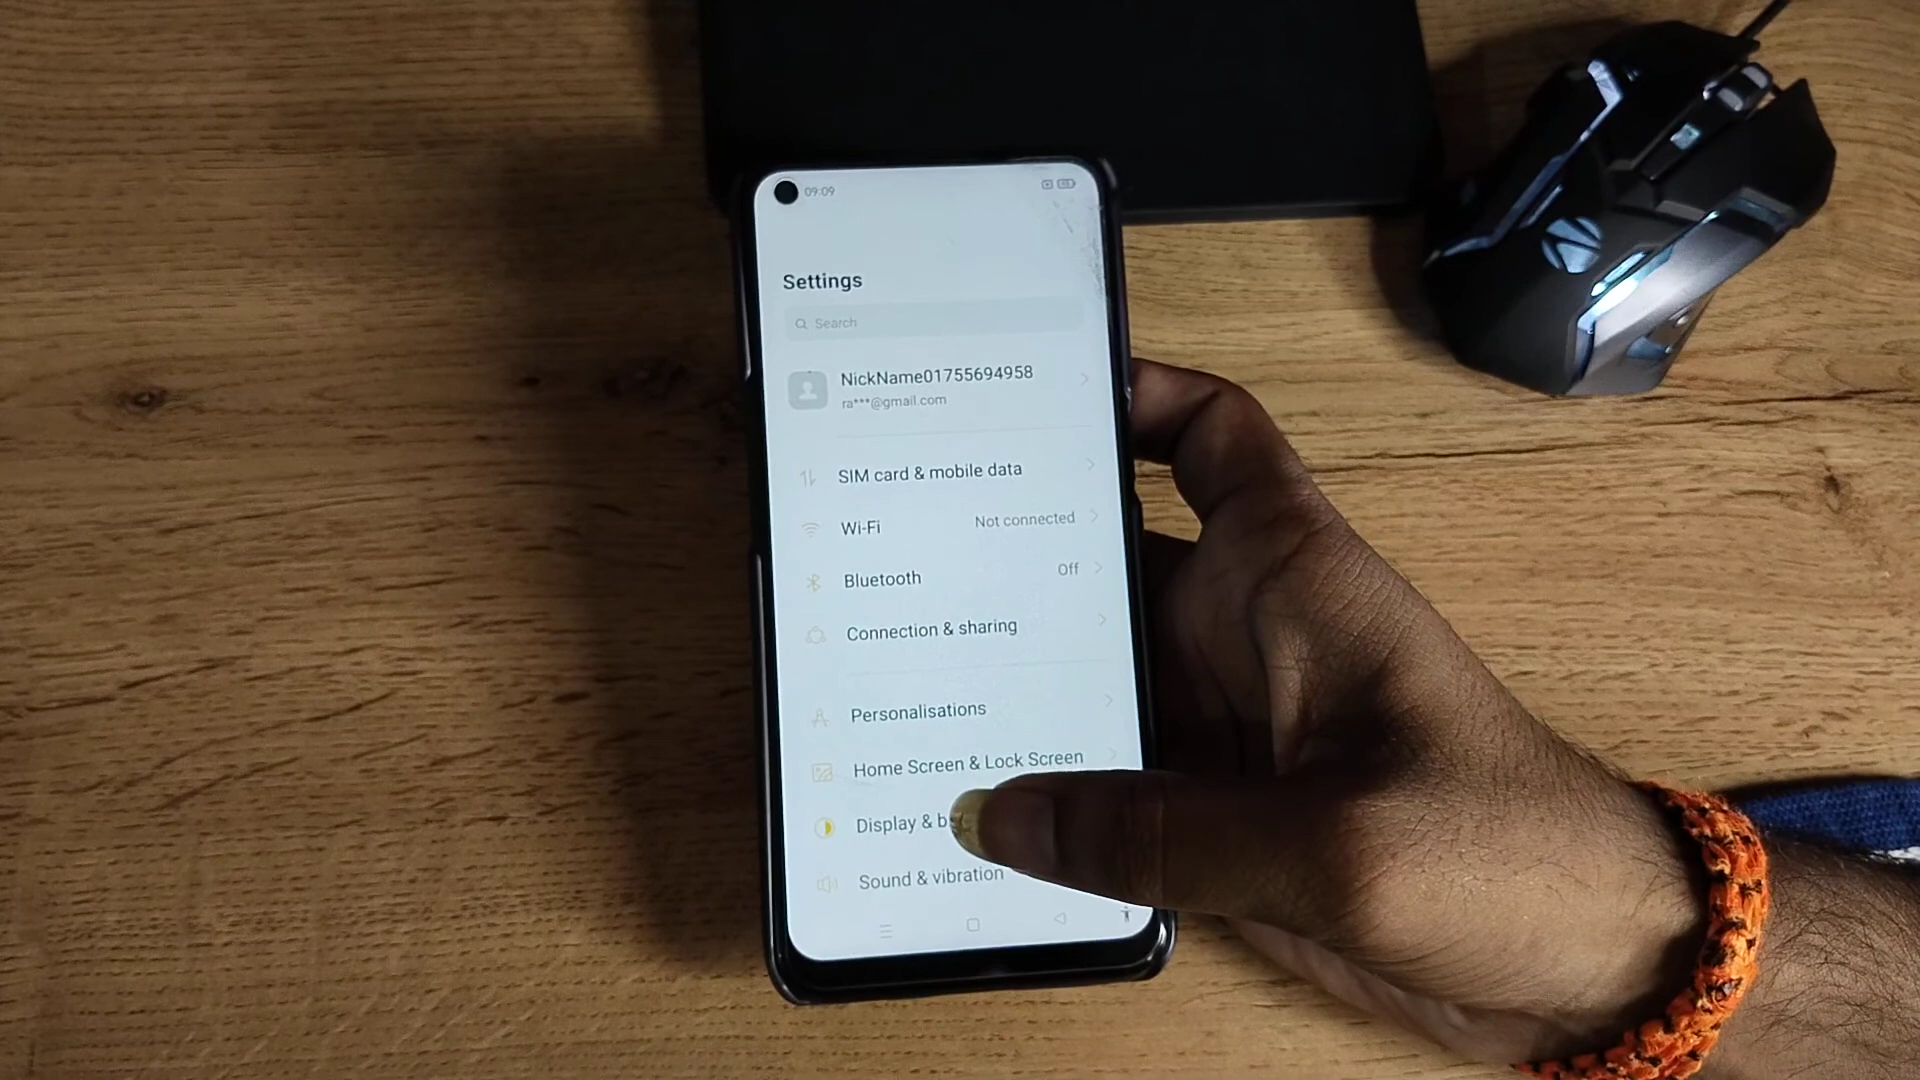 09:09
Settings
Search
NickName01755694958
ra***@gmail.com
SIM card & mobile data
Wi-Fi Not connected
Bluetooth Off
Connection & sharing
Personalisations
Home Screen & Lock Screen
Display & b
Sound & vibration